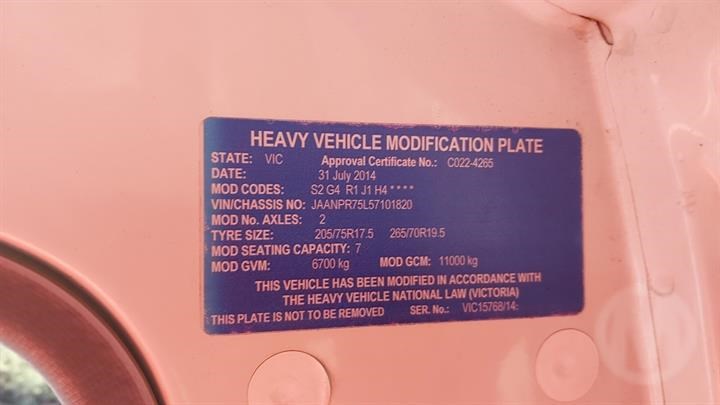 HEAVY VEHICLE MODIFICATION PLATE
STATE: VIC Approval Certificate No.: C022-4265
DATE: 31 July 2014
MOD CODES: S2 G4 R1 J1 H4 * * * *
VIN/CHASSIS NO: JAANPR75L57101820
MOD No. AXLES: 2
TYRE SIZE: 205/75R17.5 265/70R19.5
MOD SEATING CAPACITY: 7
MOD GVM: 6700 kg MOD GCM: 11000 kg
THIS VEHICLE HAS BEEN MODIFIED IN ACCORDANCE WITH
THE HEAVY VEHICLE NATIONAL LAW (VICTORIA)
THIS PLATE IS NOT TO BE REMOVED SER. No.: VIC15768/14: